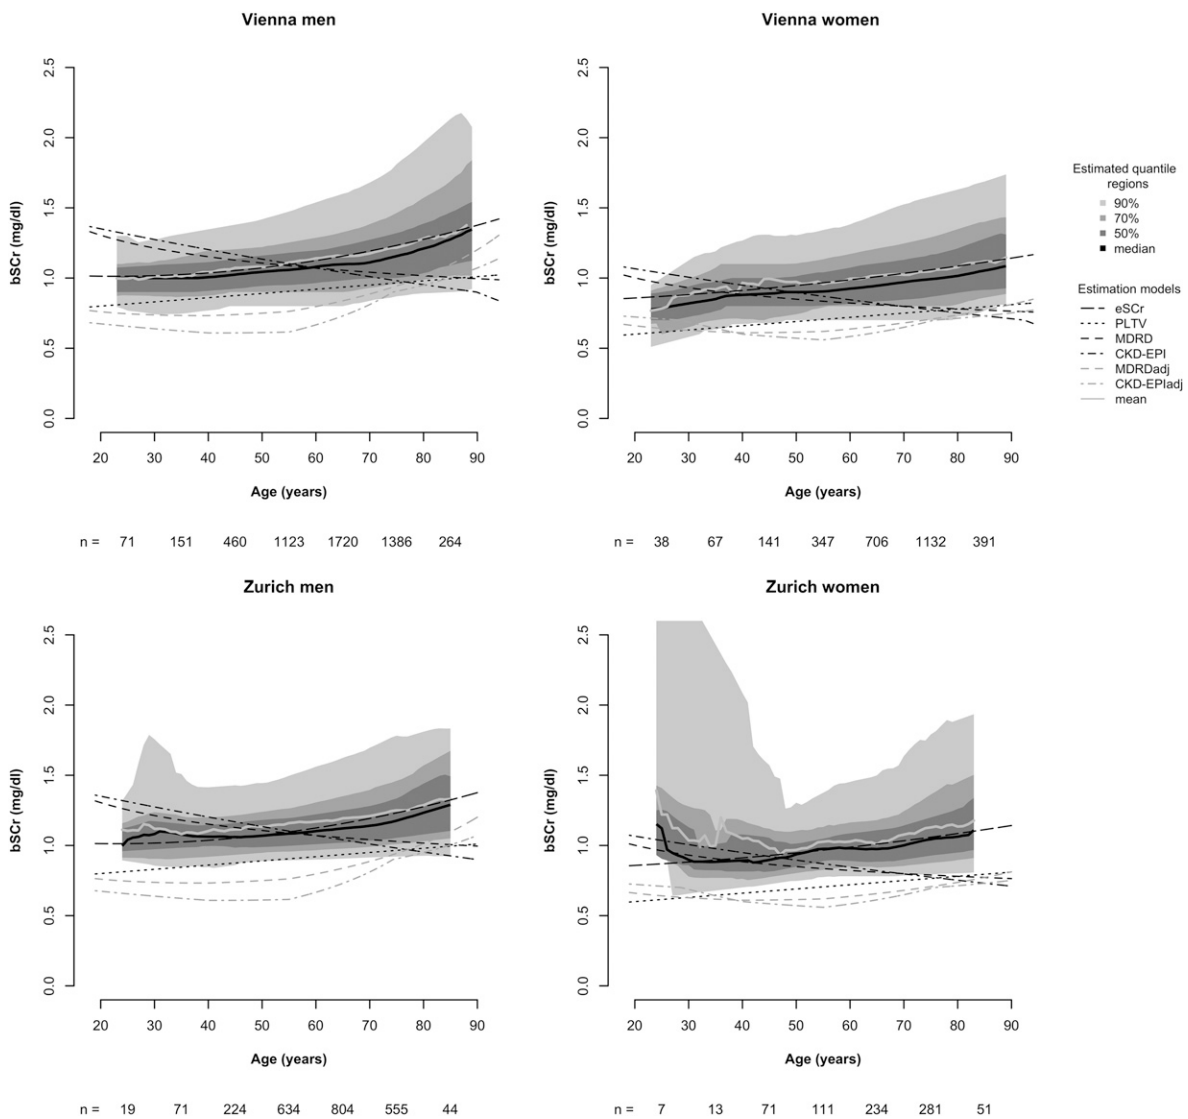 Vienna men
Vienna women
bSCr (mg/dl)
2.5
2.0
1.5
1.0
0.5
0.0
20 30 40 50 60 70 80 90
Age (years)
n = 71 151 460 1123 1720 1386 264
bSCr (mg/dl)
2.5
2.0
1.5
1.0
0.5
0.0
20 30 40 50 60 70 80 90
Age (years)
n = 38 67 141 347 706 1132 391
Estimated quantile
regions
90%
70%
50%
median
Estimation models
eSCr
PLTV
MDRD
CKD-EPI
MDRDadj
CKD-EPIadj
mean
Zurich men
Zurich women
bSCr (mg/dl)
2.5
2.0
1.5
1.0
0.5
0.0
20 30 40 50 60 70 80 90
Age (years)
n = 19 71 224 634 804 555 44
bSCr (mg/dl)
2.5
2.0
1.5
1.0
0.5
0.0
20 30 40 50 60 70 80 90
Age (years)
n = 7 13 71 111 234 281 51